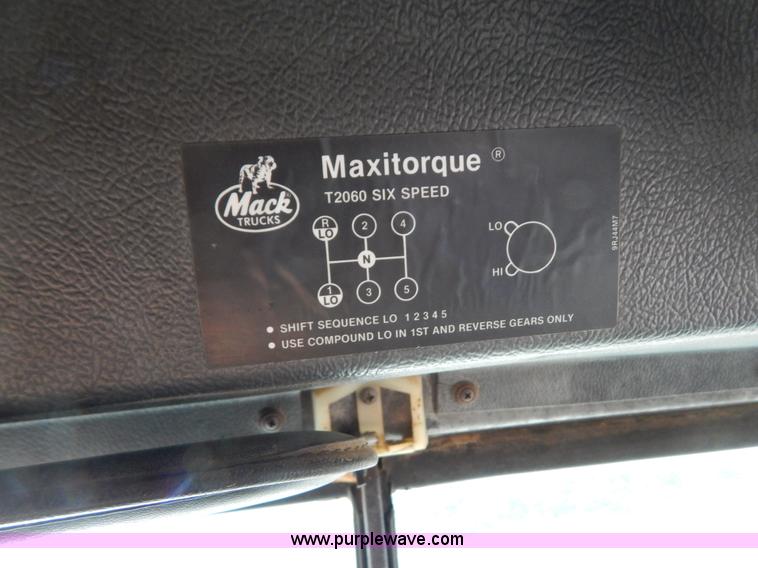 Maxitorque ®
Mack ®
TRUCKS
T2060 SIX SPEED
R 2 4
LO
N
1 3 5
LO
LO
HI
9RJ44M7
• SHIFT SEQUENCE LO 1 2 3 4 5
• USE COMPOUND LO IN 1ST AND REVERSE GEARS ONLY
www.purplewave.com